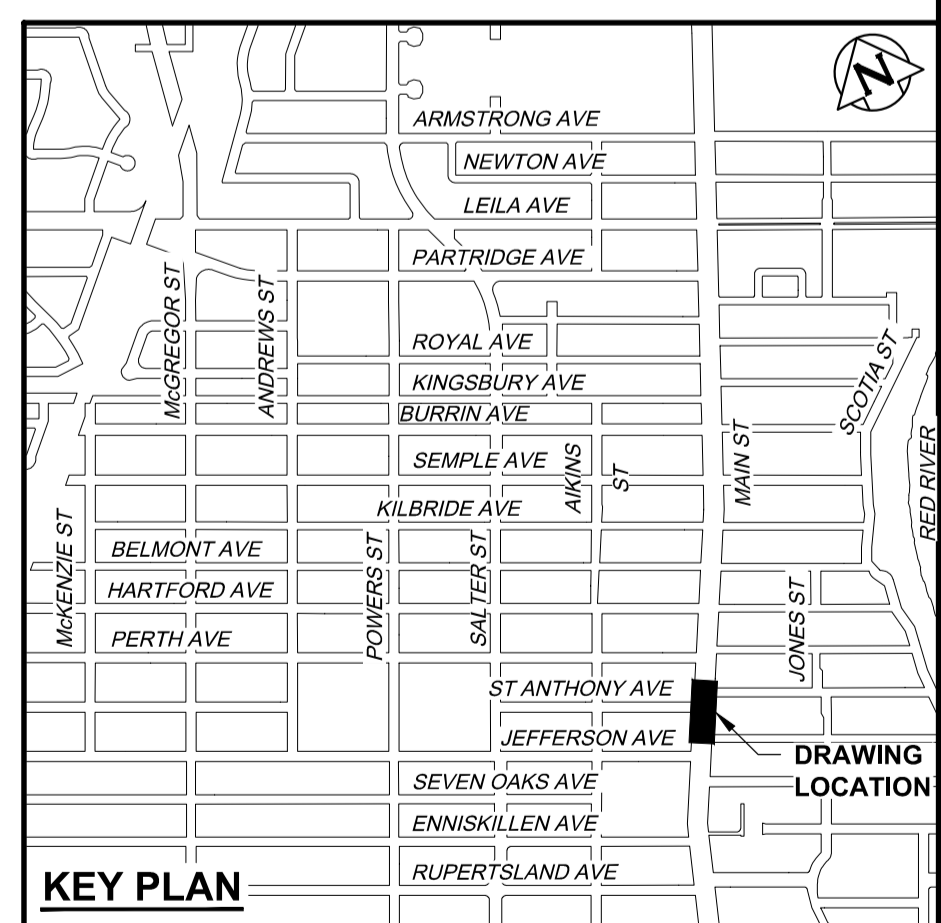 N
ARMSTRONG AVE
NEWTON AVE
LEILA AVE
PARTRIDGE AVE
McGREGOR ST
ANDREWS ST
ROYAL AVE
KINGSBURY AVE
BURRIN AVE
SCOTIA ST
SEMPLE AVE
AIKINS
ST
MAIN ST
RED RIVER
KILBRIDE AVE
McKENZIE ST
BELMONT AVE
POWERS ST
SALTER ST
HARTFORD AVE
JONES ST
PERTH AVE
ST ANTHONY AVE
JEFFERSON AVE
DRAWING
LOCATION
SEVEN OAKS AVE
ENNISKILLEN AVE
RUPERTSLAND AVE
KEY PLAN